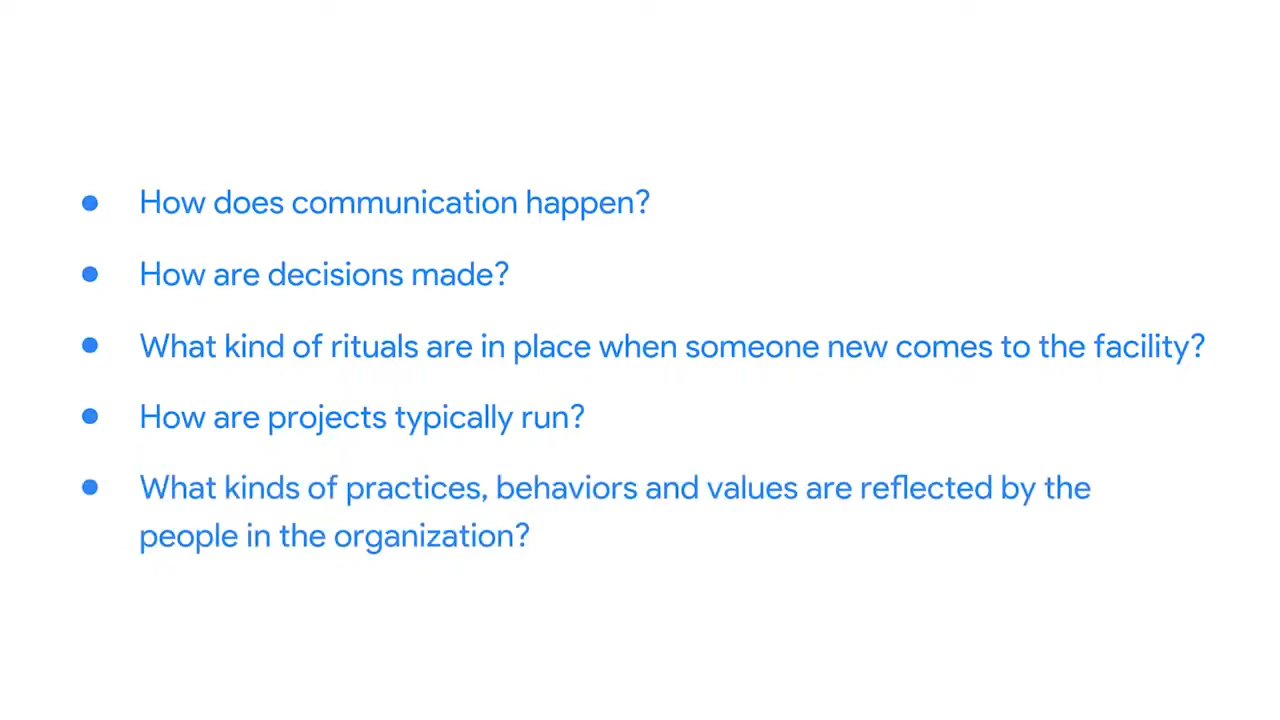 • How does communication happen?
• How are decisions made?
• What kind of rituals are in place when someone new comes to the facility?
• How are projects typically run?
• What kinds of practices, behaviors and values are reflected by the
people in the organization?